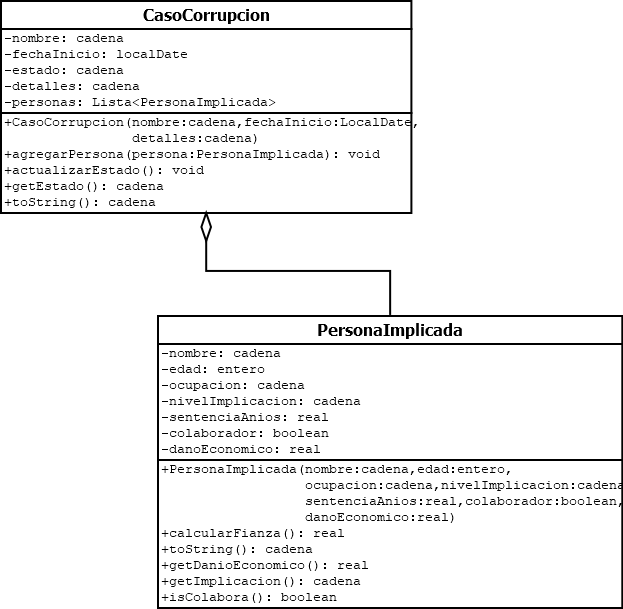 CasoCorrupcion
-nombre: cadena
-fechaInicio: localDate
-estado: cadena
-detalles: cadena
-personas: Lista<PersonaImplicada>
+CasoCorrupcion(nombre:cadena,fechaInicio:LocalDate,
detalles:cadena)
+agregarPersona(persona:PersonaImplicada): void
+actualizarEstado(): void
+getEstado(): cadena
+toString(): cadena
PersonaImplicada
-nombre: cadena
-edad: entero
-ocupacion: cadena
-nivelImplicacion: cadena
-sentenciaAnios: real
-colaborador: boolean
-danoEconomico: real
+PersonaImplicada(nombre:cadena,edad:entero,
ocupacion:cadena,nivelImplicacion:cadena
sentenciaAnios:real,colaborador:boolean,
danoEconomico:real)
+calcularFianza(): real
+toString(): cadena
+getDanioEconomico(): real
+getImplicacion(): cadena
+isColabora(): boolean